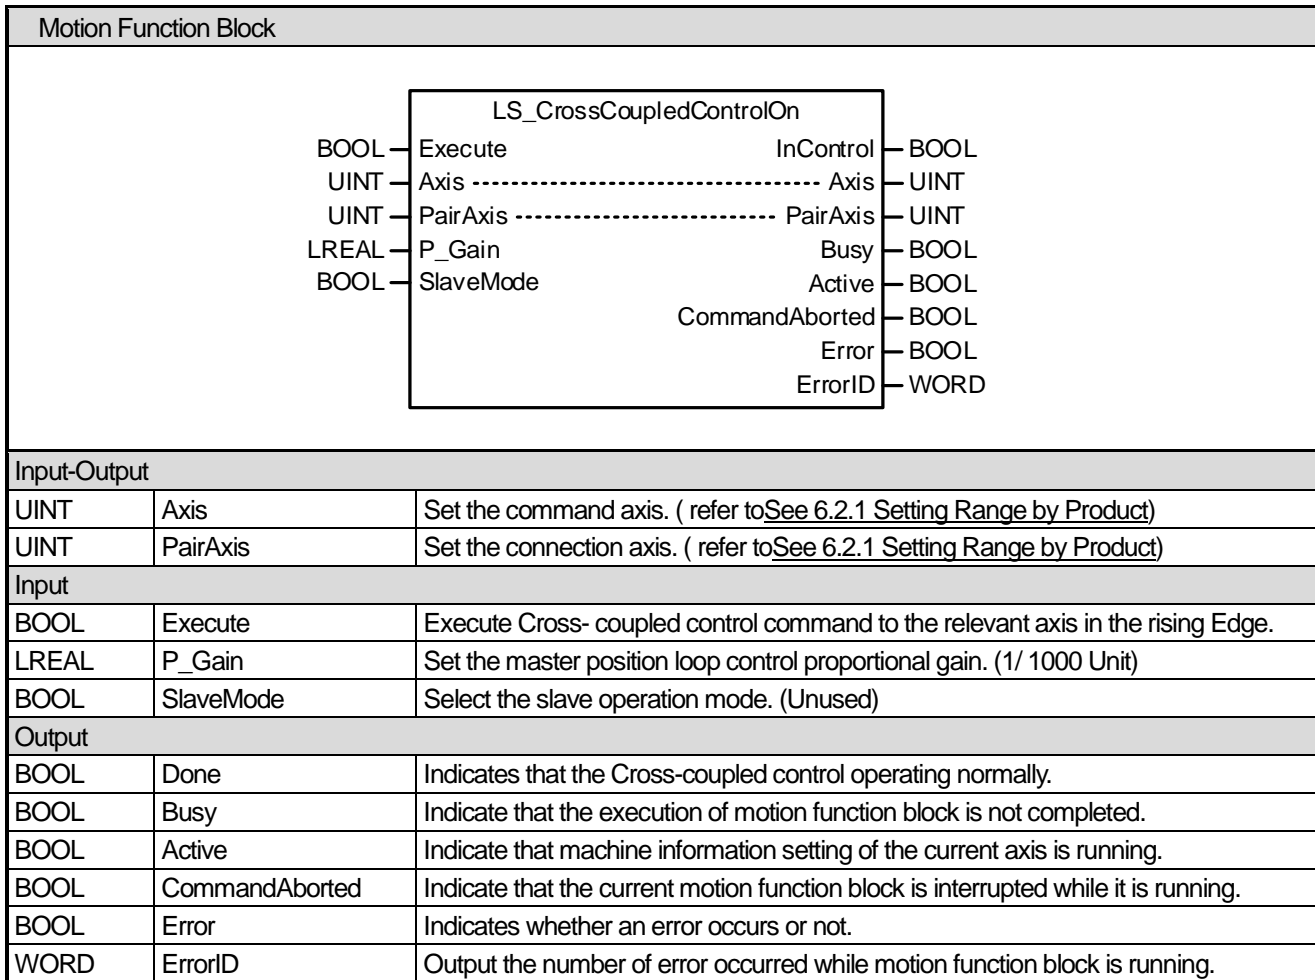 Motion Function Block
LS_CrossCoupledControlOn
BOOL Execute InControl BOOL
UINT Axis Axis UINT
UINT PairAxis PairAxis UINT
LREAL P_Gain Busy BOOL
BOOL SlaveMode Active BOOL
CommandAborted BOOL
Error BOOL
ErrorID WORD
Input-Output
UINT Axis Set the command axis. ( refer toSee 6.2.1 Setting Range by Product)
UINT PairAxis Set the connection axis. ( refer toSee 6.2.1 Setting Range by Product)
Input
BOOL Execute Execute Cross- coupled control command to the relevant axis in the rising Edge.
LREAL P_Gain Set the master position loop control proportional gain. (1/ 1000 Unit)
BOOL SlaveMode Select the slave operation mode. (Unused)
Output
BOOL Done Indicates that the Cross-coupled control operating normally.
BOOL Busy Indicate that the execution of motion function block is not completed.
BOOL Active Indicate that machine information setting of the current axis is running.
BOOL CommandAborted Indicate that the current motion function block is interrupted while it is running.
BOOL Error Indicates whether an error occurs or not.
WORD ErrorID Output the number of error occurred while motion function block is running.